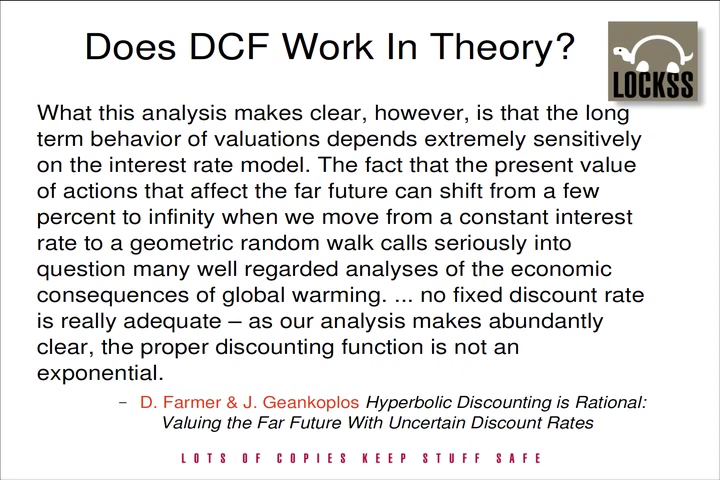 Does DCF Work In Theory?
LOCKSS
What this analysis makes clear, however, is that the long
term behavior of valuations depends extremely sensitively
on the interest rate model. The fact that the present value
of actions that affect the far future can shift from a few
percent to infinity when we move from a constant interest
rate to a geometric random walk calls seriously into
question many well regarded analyses of the economic
consequences of global warming. ... no fixed discount rate
is really adequate – as our analysis makes abundantly
clear, the proper discounting function is not an
exponential.
– D. Farmer & J. Geankoplos Hyperbolic Discounting is Rational:
Valuing the Far Future With Uncertain Discount Rates
LOTS OF COPIES KEEP STUFF SAFE